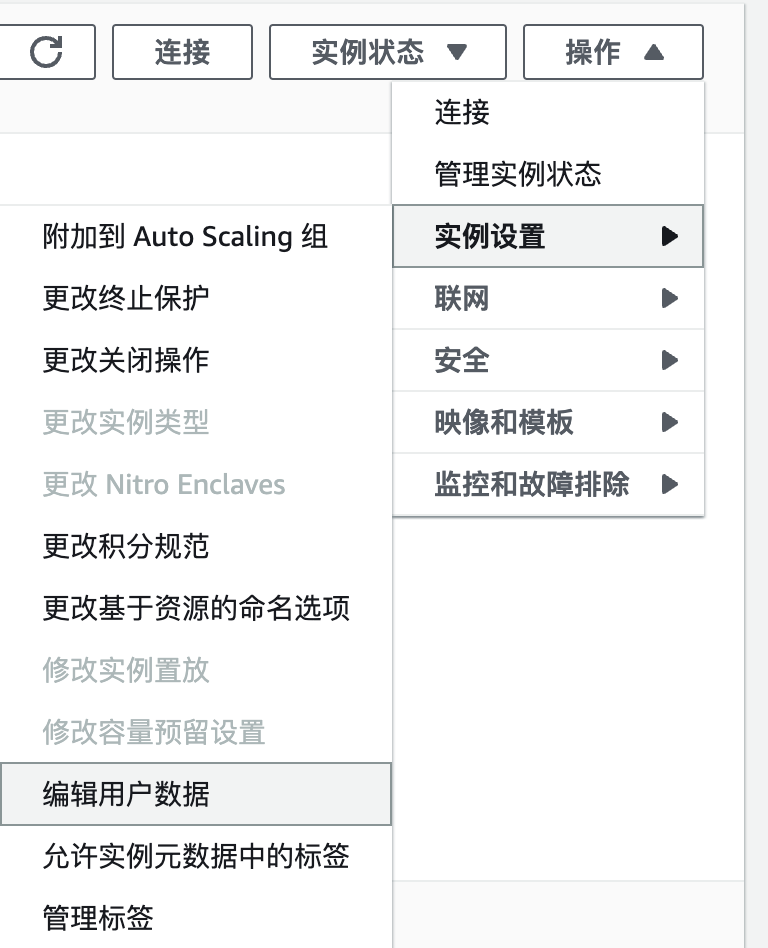 连接
实例状态
操作
连接
管理实例状态
实例设置
联网
安全
映像和模板
监控和故障排除
附加到 Auto Scaling 组
更改终止保护
更改关闭操作
更改实例类型
更改 Nitro Enclaves
更改积分规范
更改基于资源的命名选项
修改实例置放
修改容量预留设置
编辑用户数据
允许实例元数据中的标签
管理标签